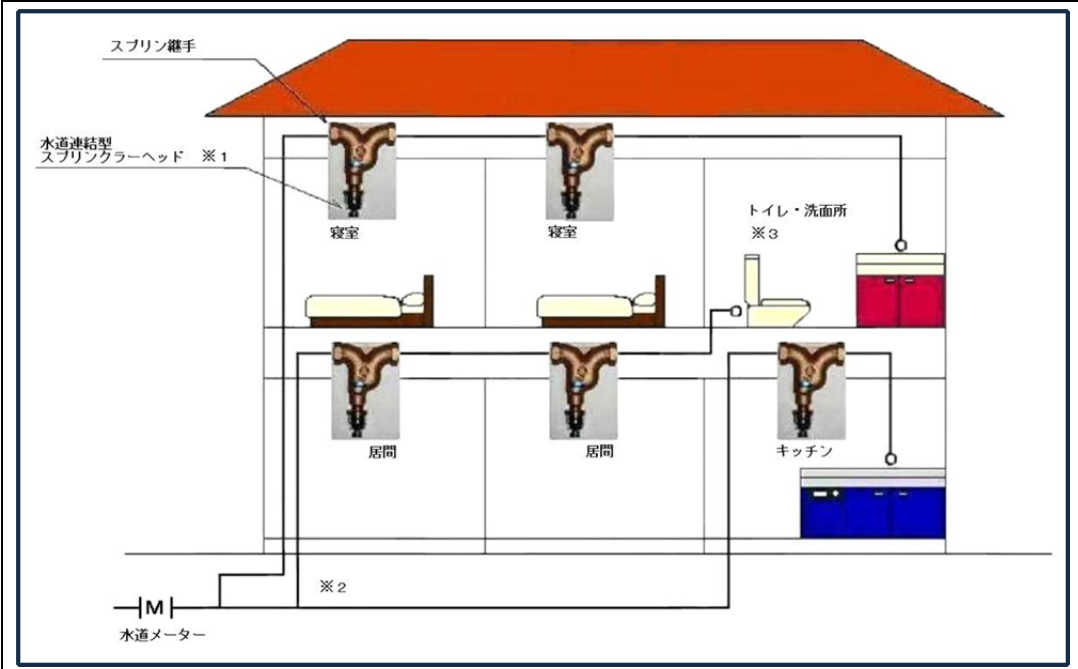 スプリン継手
水道連結型
スプリンクラーヘッド ※1
寝室
寝室
トイレ・洗面所
※3
居間
居間
キッチン
※2
M
水道メーター